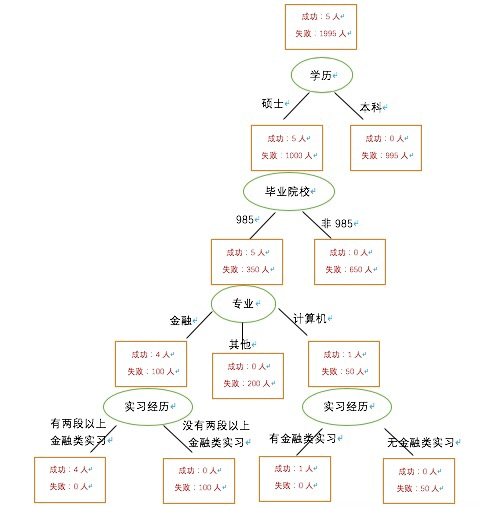 成功：5 人
失败：1995 人
学历
硕士
本科
成功：5 人
失败：1000 人
成功：0 人
失败：995 人
毕业院校
985
非 985
成功：5 人
失败：350 人
成功：0 人
失败：650 人
专业
金融
其他
计算机
成功：4 人
失败：100 人
成功：0 人
失败：200 人
成功：1 人
失败：50 人
实习经历
实习经历
有两段以上
金融类实习
没有两段以上
金融类实习
有金融类实习
无金融类实习
成功：4 人
失败：0 人
成功：0 人
失败：100 人
成功：1 人
失败：0 人
成功：0 人
失败：50 人